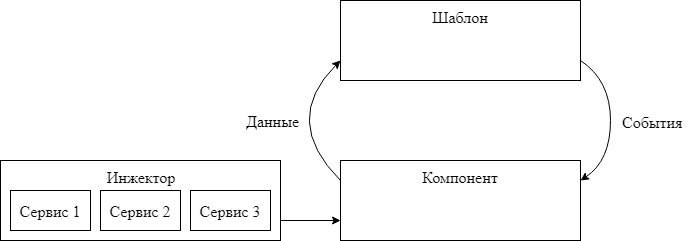 Шаблон
Данные
События
Инжектор
Компонент
Сервис 1
Сервис 2
Сервис 3